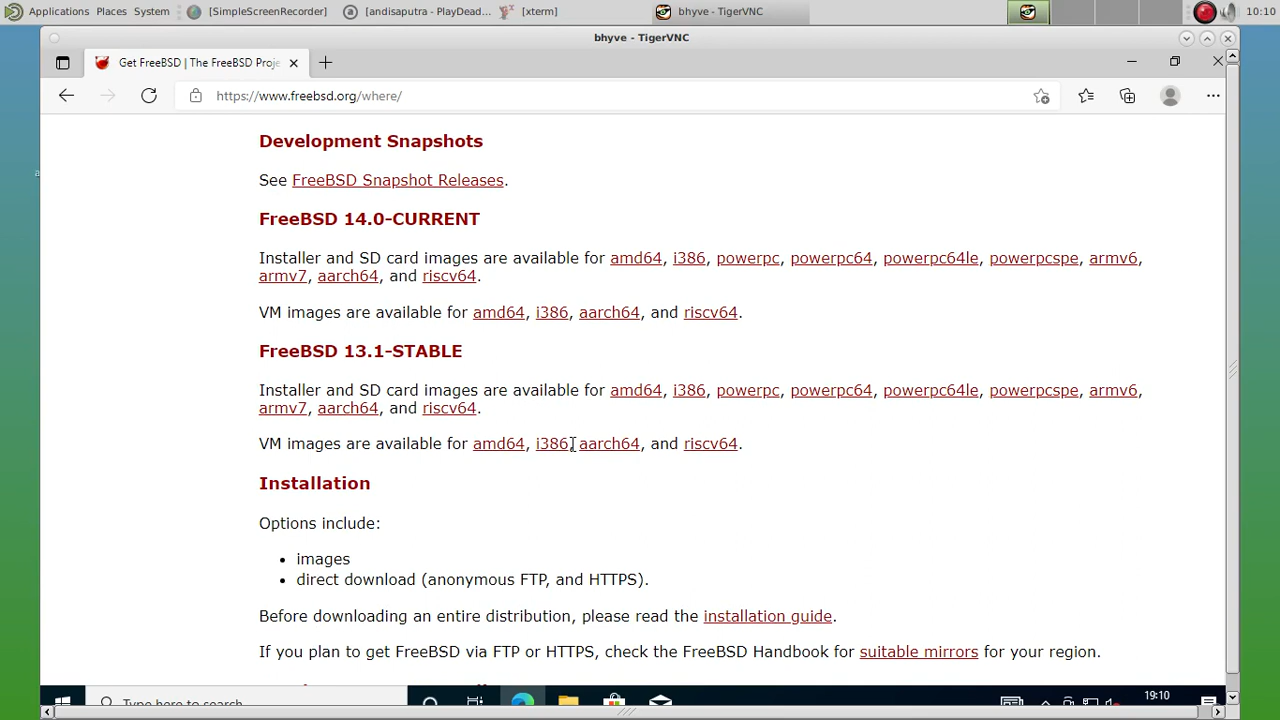 Applications Places System [SimpleScreenRecorder] [andisaputra - PlayDead... [xterm] bhyve - TigerVNC 10:10
bhyve - TigerVNC
Get FreeBSD | The FreeBSD Proje
https://www.freebsd.org/where/
Development Snapshots
See FreeBSD Snapshot Releases.
FreeBSD 14.0-CURRENT
Installer and SD card images are available for amd64, i386, powerpc, powerpc64, powerpc64le, powerpcspe, armv6,
armv7, aarch64, and riscv64.
VM images are available for amd64, i386, aarch64, and riscv64.
FreeBSD 13.1-STABLE
Installer and SD card images are available for amd64, i386, powerpc, powerpc64, powerpc64le, powerpcspe, armv6,
armv7, aarch64, and riscv64.
VM images are available for amd64, i386, aarch64, and riscv64.
Installation
Options include:
• images
• direct download (anonymous FTP, and HTTPS).
Before downloading an entire distribution, please read the installation guide.
If you plan to get FreeBSD via FTP or HTTPS, check the FreeBSD Handbook for suitable mirrors for your region.
Type here to search 19:10